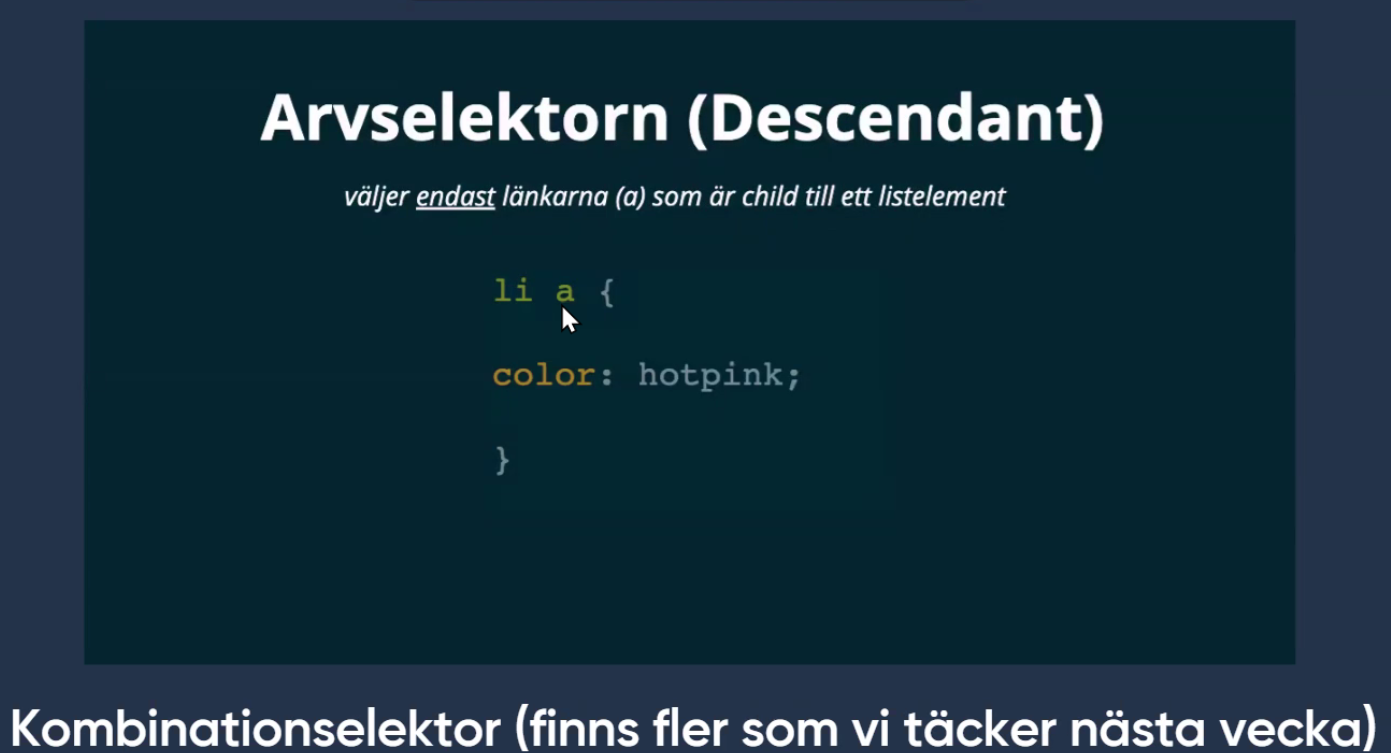 Arvselektorn (Descendant)
väljer endast länkarna (a) som är child till ett listelement
li a {
color: hotpink;
}
Kombinationselektor (finns fler som vi täcker nästa vecka)